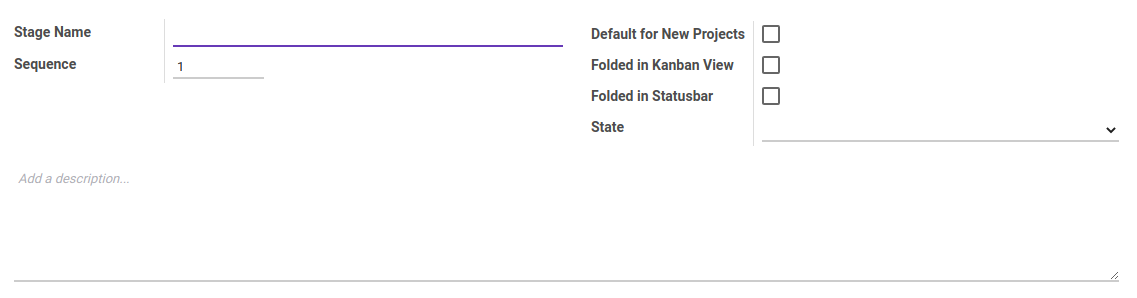 Stage Name
Sequence
1
Default for New Projects
Folded in Kanban View
Folded in Statusbar
State
Add a description...